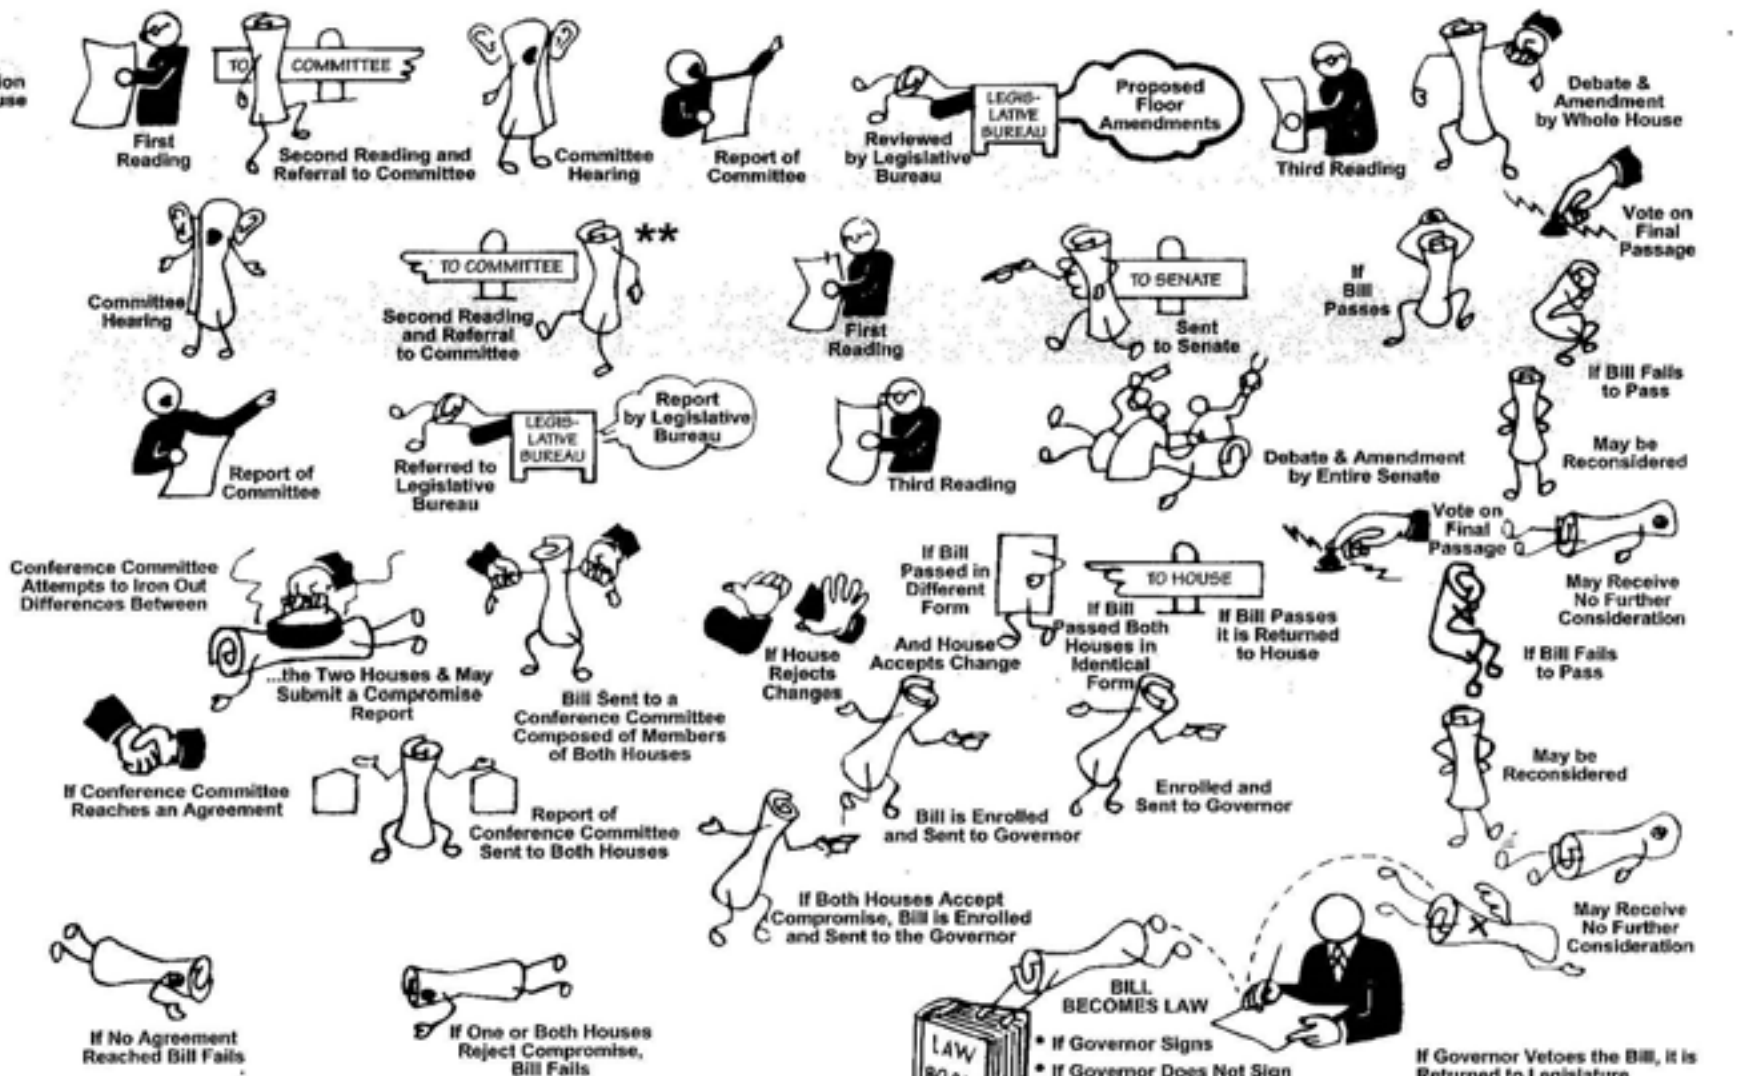 First
Reading
TO COMMITTEE
Second Reading and
Referral to Committee
Committee
Hearing
Report of
Committee
Reviewed
by Legislative
Bureau
LEGIS-
LATIVE
BUREAU
Proposed
Floor
Amendments
Third Reading
Debate &
Amendment
by Whole House
Vote on
Final
Passage
If
Bill
Passes
If Bill Fails
to Pass
May be
Reconsidered
May Receive
No Further
Consideration
TO SENATE
Sent
to Senate
First
Reading
**
TO COMMITTEE
Second Reading
and Referral
to Committee
Committee
Hearing
Report of
Committee
Referred to
Legislative
Bureau
LEGIS-
LATIVE
BUREAU
Report
by Legislative
Bureau
Third Reading
Debate & Amendment
by Entire Senate
Vote on
Final
Passage
If Bill Fails
to Pass
May be
Reconsidered
May Receive
No Further
Consideration
TO HOUSE
If Bill Passes
it is Returned
to House
If Bill
Passed Both
Houses in
Identical
Form
Enrolled and
Sent to Governor
If Bill
Passed in
Different
Form
And House
Accepts Change
Bill is Enrolled
and Sent to Governor
If House
Rejects
Changes
Bill Sent to a
Conference Committee
Composed of Members
of Both Houses
Conference Committee
Attempts to Iron Out
Differences Between
...the Two Houses & May
Submit a Compromise
Report
If Conference Committee
Reaches an Agreement
Report of
Conference Committee
Sent to Both Houses
If Both Houses Accept
Compromise, Bill is Enrolled
and Sent to the Governor
If No Agreement
Reached Bill Fails
If One or Both Houses
Reject Compromise,
Bill Fails
LAW
BILL
BECOMES LAW
* If Governor Signs
* If Governor Does Not Sign
If Governor Vetoes the Bill, it is
Returned to Legislature